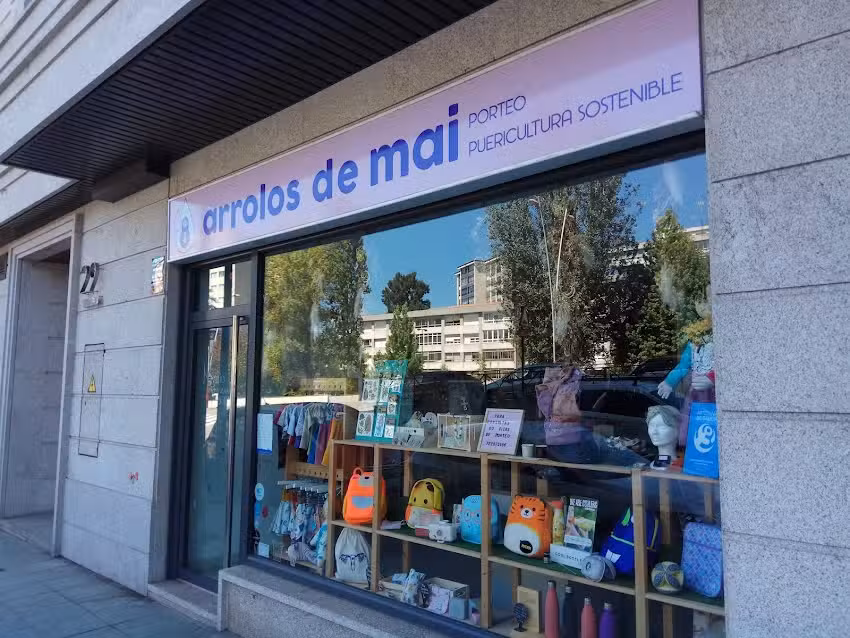 arrolos de mai
PORTEO
PUERICULTURA SOSTENIBLE
29